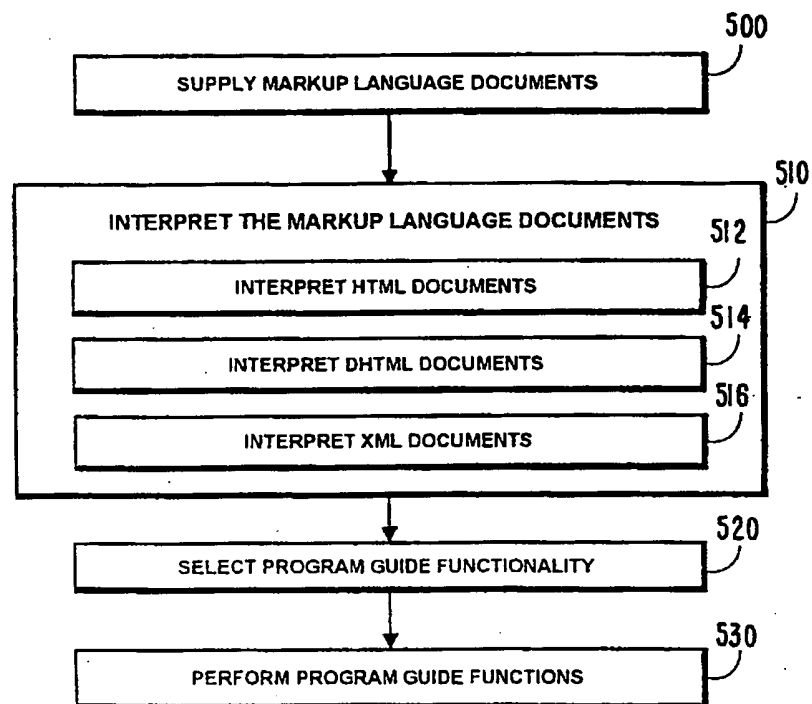 500
SUPPLY MARKUP LANGUAGE DOCUMENTS
510
INTERPRET THE MARKUP LANGUAGE DOCUMENTS
512
INTERPRET HTML DOCUMENTS
514
INTERPRET DHTML DOCUMENTS
516
INTERPRET XML DOCUMENTS
520
SELECT PROGRAM GUIDE FUNCTIONALITY
530
PERFORM PROGRAM GUIDE FUNCTIONS